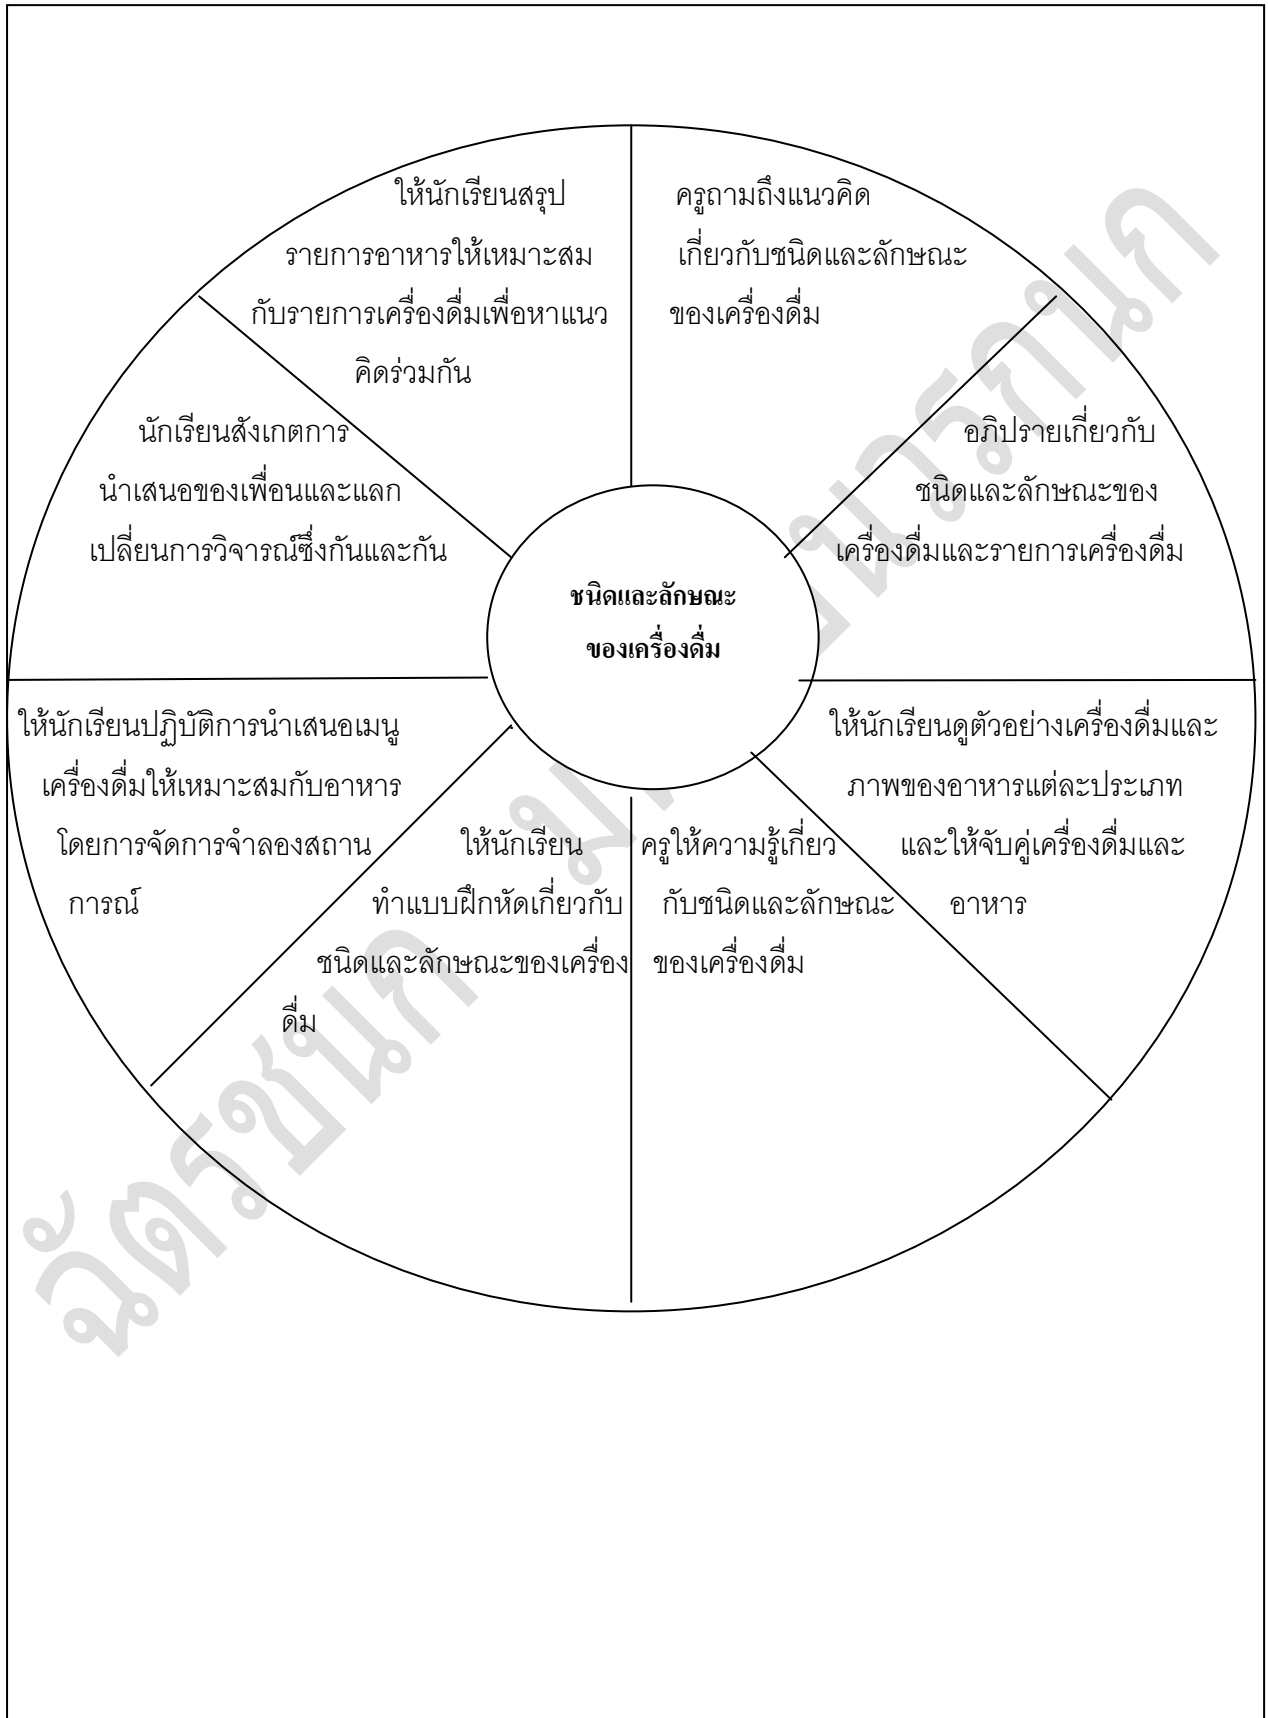 ให้นักเรียนสรุป
รายการอาหารให้เหมาะสม
กับรายการเครื่องดื่มเพื่อหาแนว
คิดร่วมกัน
ครูถามถึงแนวคิด
เกี่ยวกับชนิดและลักษณะ
ของเครื่องดื่ม
อภิปรายเกี่ยวกับ
ชนิดและลักษณะของ
เครื่องดื่มและรายการเครื่องดื่ม
นักเรียนสังเกตการ
นำเสนอของเพื่อนและแลก
เปลี่ยนการวิจารณ์ซึ่งกันและกัน
ชนิดและลักษณะ
ของเครื่องดื่ม
ให้นักเรียนปฏิบัติการนำเสนอเมนู
เครื่องดื่มให้เหมาะสมกับอาหาร
โดยการจัดการจำลองสถาน
การณ์
ให้นักเรียน
ทำแบบฝึกหัดเกี่ยวกับ
ชนิดและลักษณะของเครื่อง
ดื่ม
ครูให้ความรู้เกี่ยว
กับชนิดและลักษณะ
ของเครื่องดื่ม
ให้นักเรียนดูตัวอย่างเครื่องดื่มและ
ภาพของอาหารแต่ละประเภท
และให้จับคู่เครื่องดื่มและ
อาหาร
ฉัตรชนก